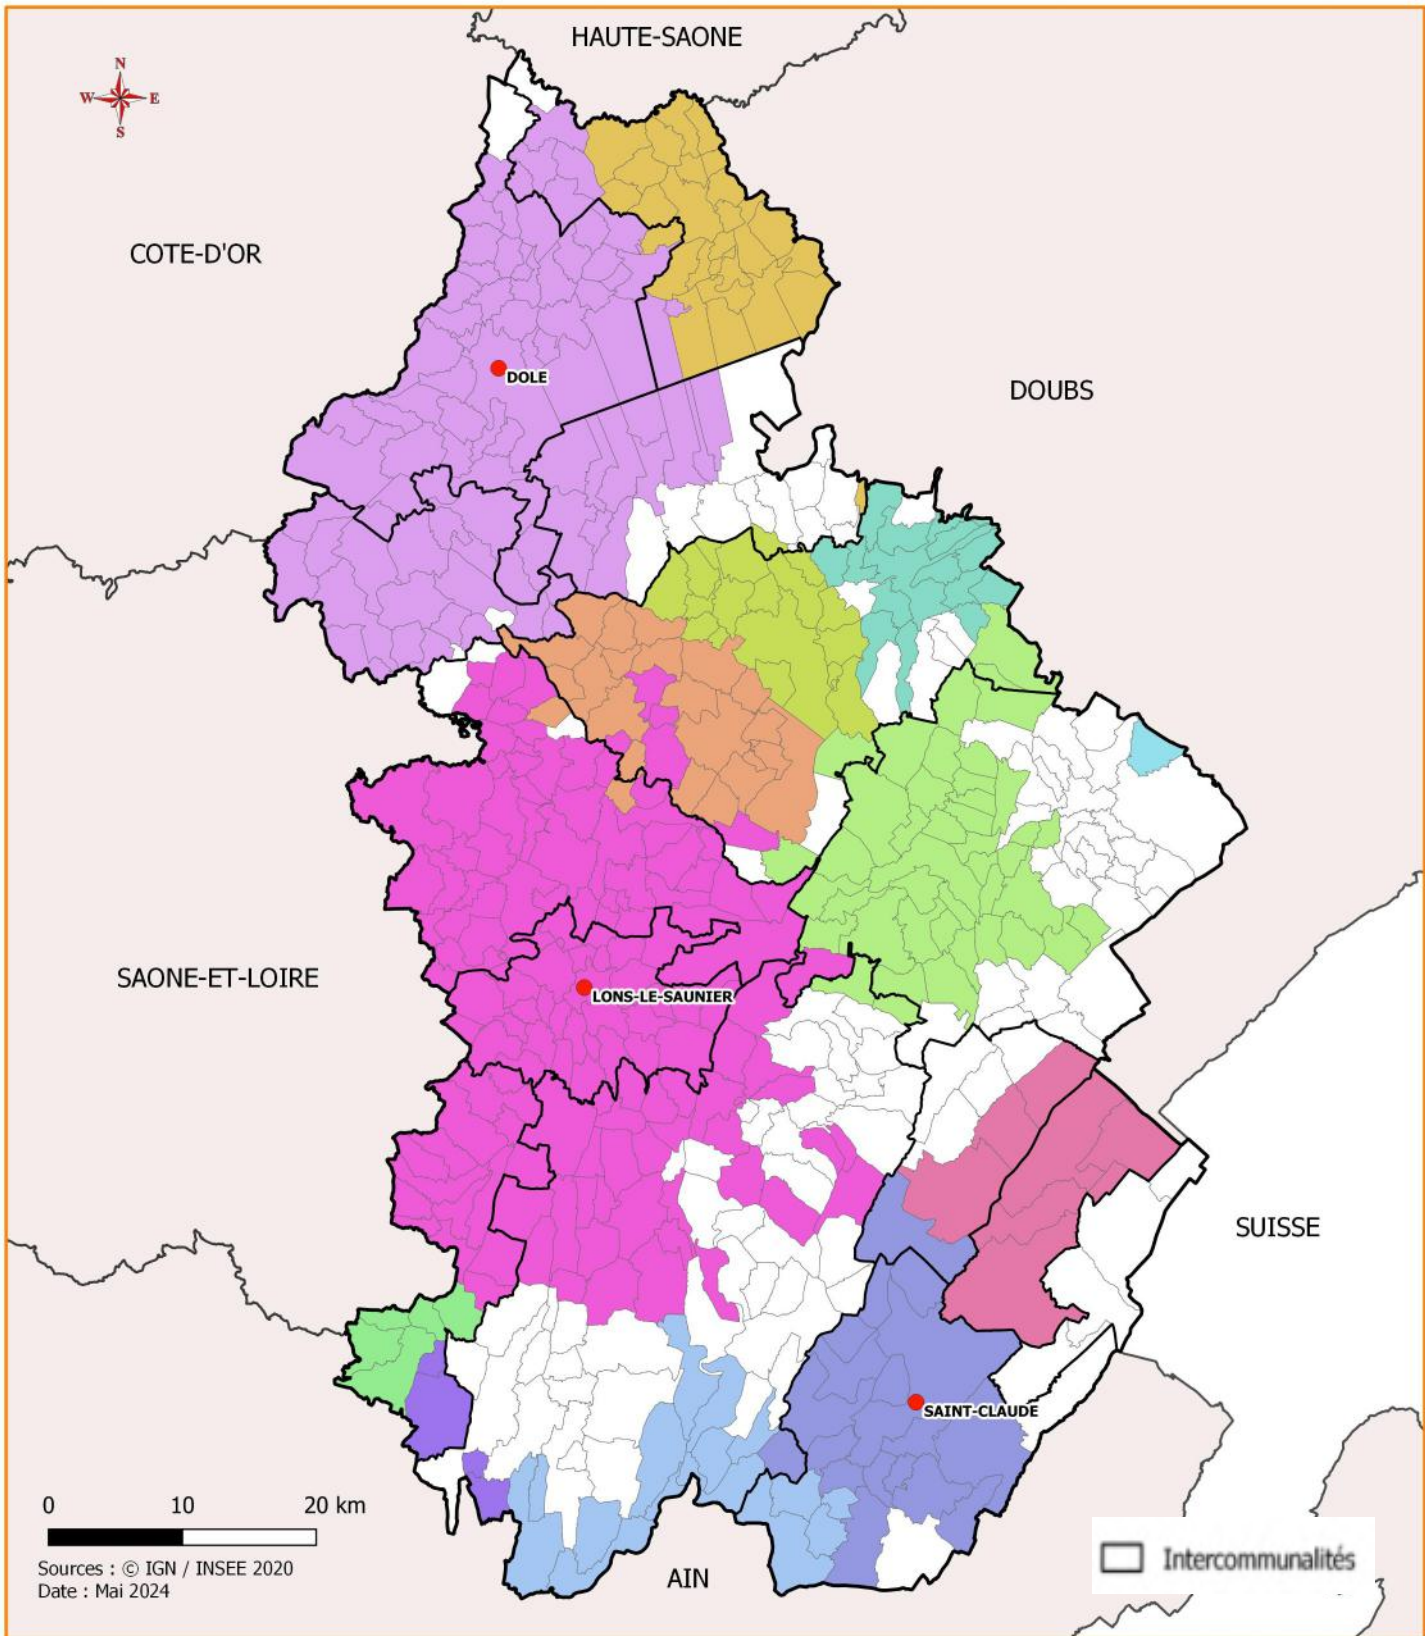 HAUTE-SAONE
N
W E
S
COTE-D'OR
DOLE
DOUBS
SAONE-ET-LOIRE
LONS-LE-SAUNIER
SUISSE
SAINT-CLAUDE
0 10 20 km
Sources : © IGN / INSEE 2020
Date : Mai 2024
AIN
Intercommunalités